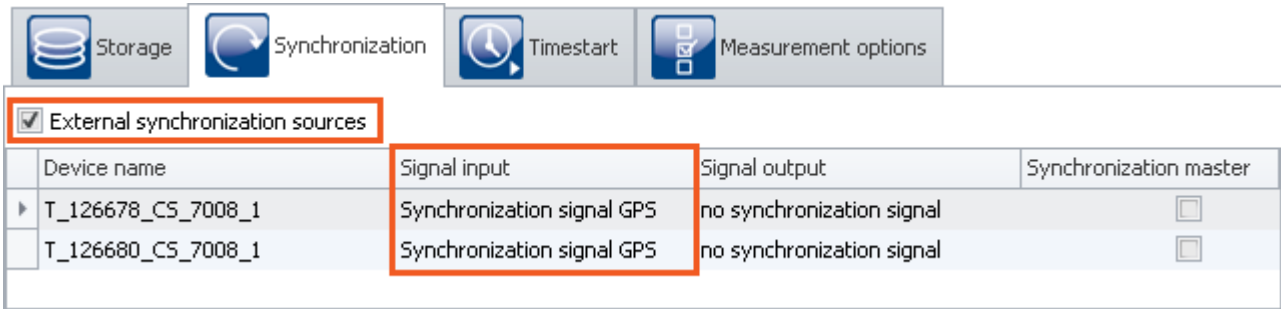 Storage Synchronization Timestart Measurement options
External synchronization sources
Device name Signal input Signal output Synchronization master
T_126678_CS_7008_1 Synchronization signal GPS no synchronization signal
T_126680_CS_7008_1 Synchronization signal GPS no synchronization signal